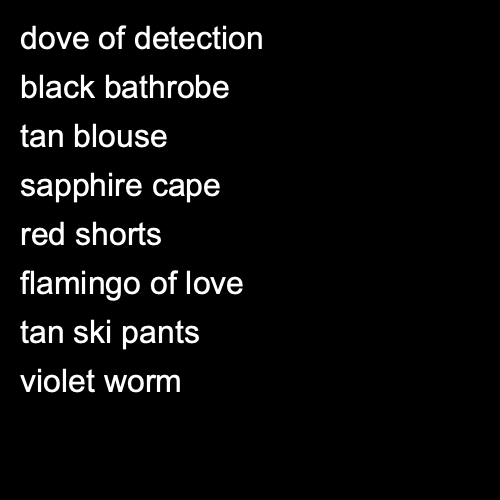 dove of detection
black bathrobe
tan blouse
sapphire cape
red shorts
flamingo of love
tan ski pants
violet worm